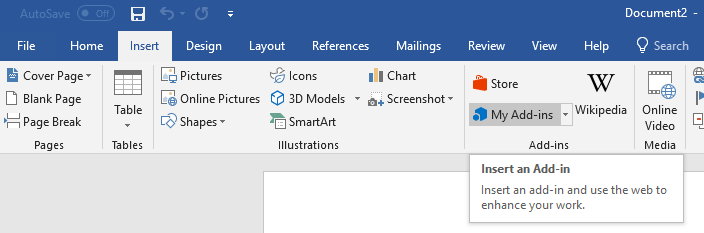 AutoSave Off Document2 -
File Home Insert Design Layout References Mailings Review View Help Search
Cover Page
Blank Page
Page Break
Pages
Table
Tables
Pictures
Online Pictures
Shapes
Icons
3D Models
SmartArt
Chart
Screenshot
Illustrations
Store
My Add-ins
W
Wikipedia
Add-ins
Online
Video
Media
Insert an Add-in
Insert an add-in and use the web to
enhance your work.